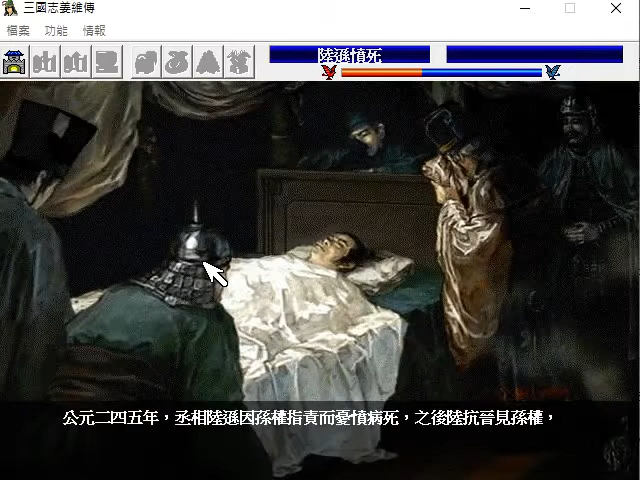 三國志姜維傳
檔案 功能 情報
陸遜憤死
公元二四五年，丞相陸遜因孫權指責而憂憤病死，之後陸抗晉見孫權，